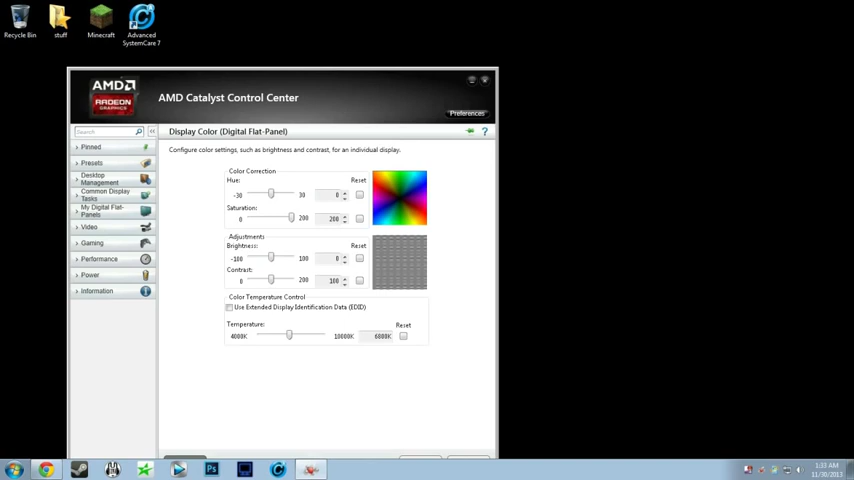 Recycle Bin
stuff
Minecraft
Advanced
SystemCare 7
AMD
RADEON
GRAPHICS
AMD Catalyst Control Center
Preferences
Search
Display Color (Digital Flat-Panel)
?
Configure color settings, such as brightness and contrast, for an individual display.
Pinned
Presets
Desktop
Management
Common Display
Tasks
My Digital Flat-
Panels
Video
Gaming
Performance
Power
Information
Color Correction
Hue: Reset
-30 30 0
Saturation:
0 200 200
Adjustments
Brightness: Reset
-100 100 0
Contrast:
0 200 100
Color Temperature Control
Use Extended Display Identification Data (EDID)
Temperature: Reset
4000K 10000K 6800K
Ps
1:33 AM
11/30/2013